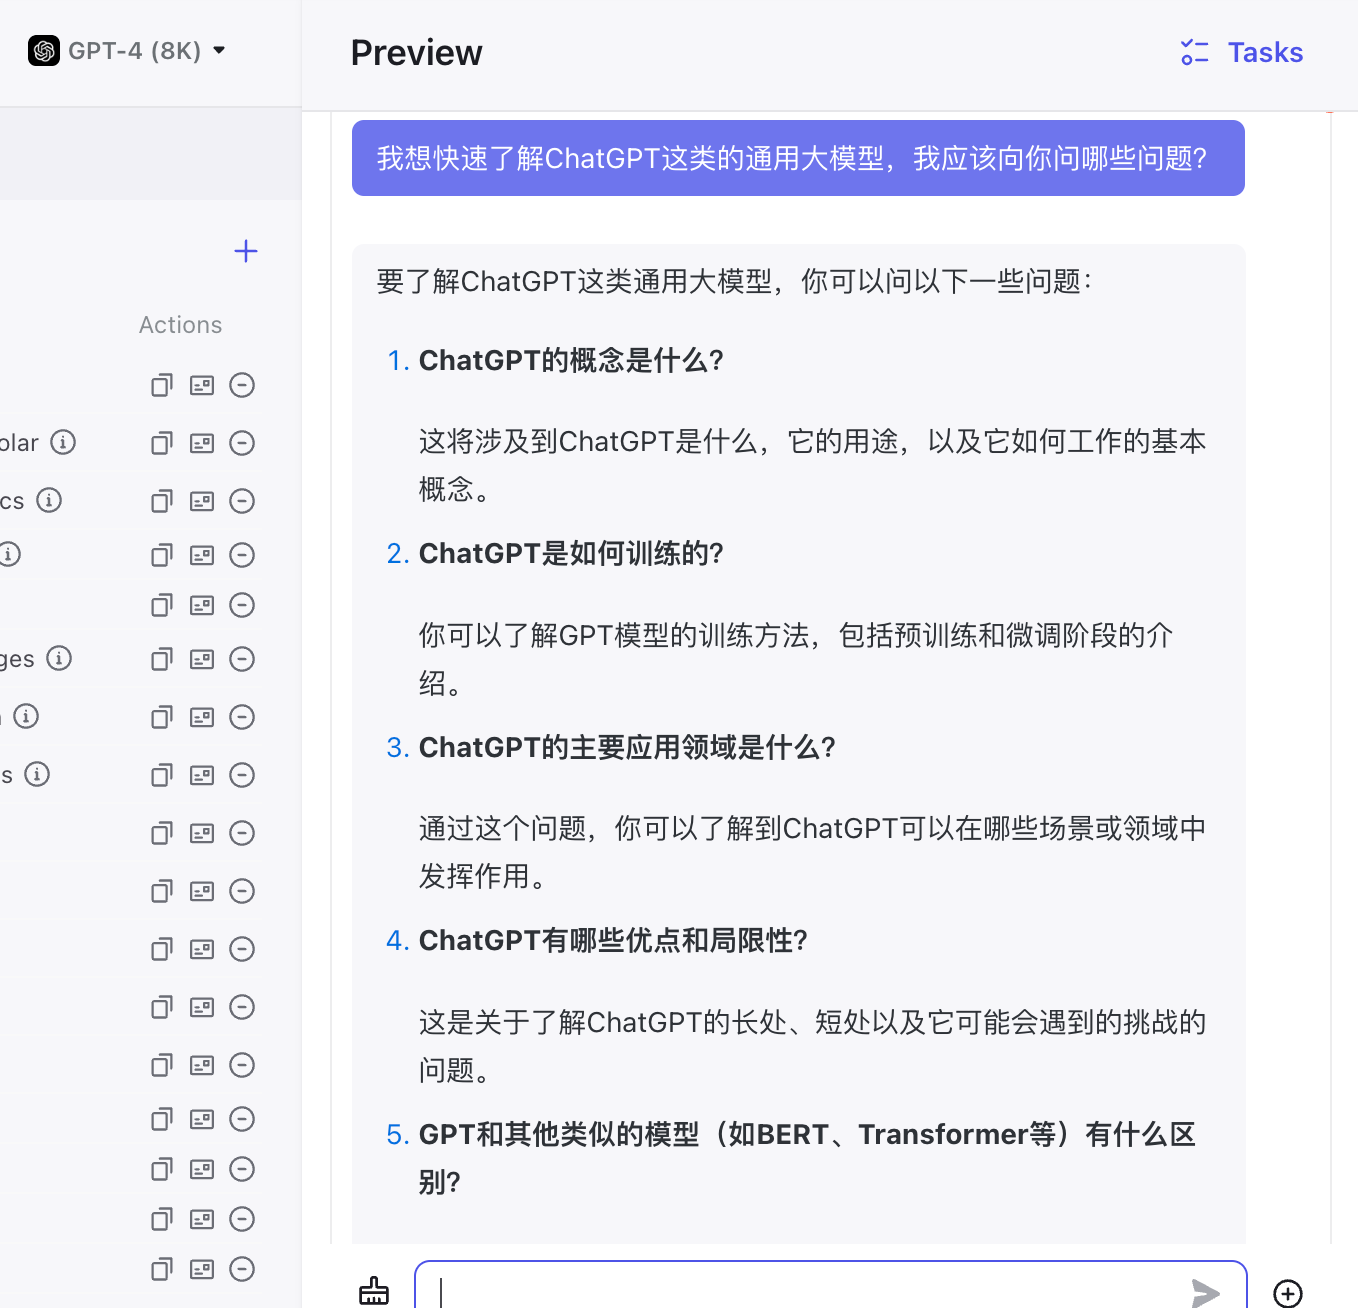 GPT-4 (8K)
Preview
Tasks
Actions
olar
cs
ges
s
我想快速了解ChatGPT这类的通用大模型，我应该向你问哪些问题？
要了解ChatGPT这类通用大模型，你可以问以下一些问题：
1. ChatGPT的概念是什么？
这将涉及到ChatGPT是什么，它的用途，以及它如何工作的基本
概念。
2. ChatGPT是如何训练的？
你可以了解GPT模型的训练方法，包括预训练和微调阶段的介
绍。
3. ChatGPT的主要应用领域是什么？
通过这个问题，你可以了解到ChatGPT可以在哪些场景或领域中
发挥作用。
4. ChatGPT有哪些优点和局限性？
这是关于了解ChatGPT的长处、短处以及它可能会遇到的挑战的
问题。
5. GPT和其他类似的模型（如BERT、Transformer等）有什么区
别？